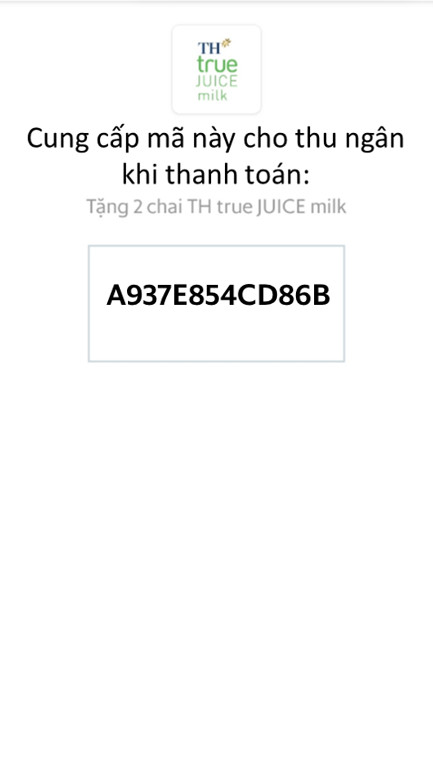 TH
true
JUICE
milk
Cung cấp mã này cho thu ngân
khi thanh toán:
Tặng 2 chai TH true JUICE milk
A937E854CD86B